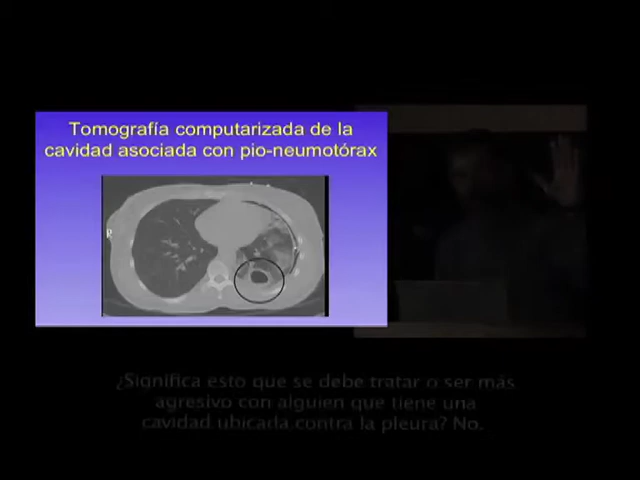 Tomografía computarizada de la
cavidad asociada con pio-neumotórax
R
¿Significa esto que se debe tratar o ser más
agresivo con alguien que tiene una
cavidad ubicada contra la pleura? No.